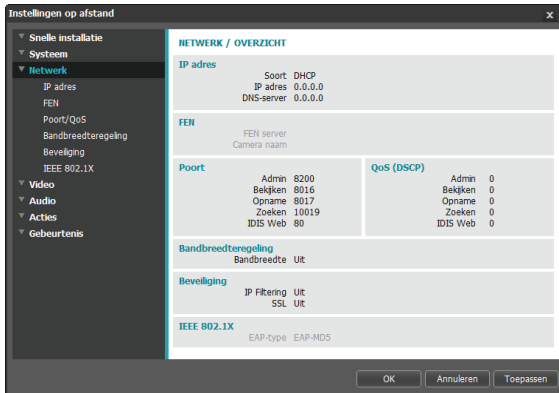 Instellingen op afstand x
Snelle installatie
Systeem
Netwerk
IP adres
FEN
Poort/QoS
Bandbreedteregeling
Beveiliging
IEEE 802.1X
Video
Audio
Acties
Gebeurtenis
NETWERK / OVERZICHT
IP adres
Soort DHCP
IP adres 0.0.0.0
DNS-server 0.0.0.0
FEN
FEN server
Camera naam
Poort
Admin 8200
Bekijken 8016
Opname 8017
Zoeken 10019
IDIS Web 80
QoS (DSCP)
Admin 0
Bekijken 0
Opname 0
Zoeken 0
IDIS Web 0
Bandbreedteregeling
Bandbreedte Uit
Beveiliging
IP Filtering Uit
SSL Uit
IEEE 802.1X
EAP-type EAP-MD5
OK Annuleren Toepassen